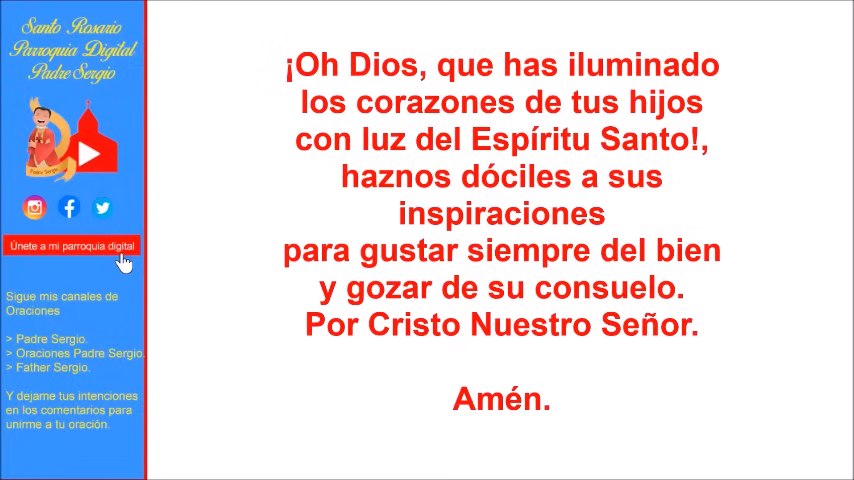 Santo Rosario
Parroquia Digital
Padre Sergio
Padre Sergio
Únete a mi parroquia digital
Sigue mis canales de
Oraciones
> Padre Sergio.
> Oraciones Padre Sergio.
> Father Sergio.
Y dejame tus intenciones
en los comentarios para
unirme a tu oración.
¡Oh Dios, que has iluminado
los corazones de tus hijos
con luz del Espíritu Santo!,
haznos dóciles a sus
inspiraciones
para gustar siempre del bien
y gozar de su consuelo.
Por Cristo Nuestro Señor.
Amén.